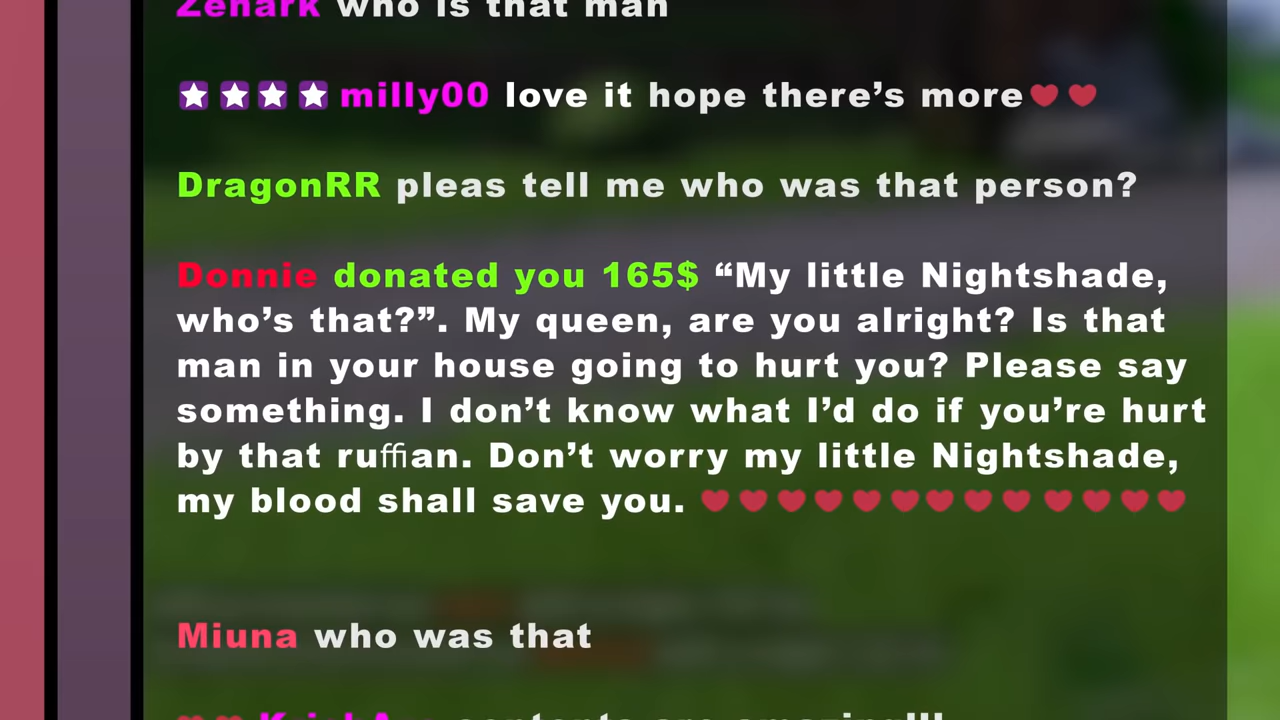 Zenark who is that man
milly00 love it hope there’s more
DragonRR pleas tell me who was that person?
Donnie donated you 165$ “My little Nightshade,
who’s that?”. My queen, are you alright? Is that
man in your house going to hurt you? Please say
something. I don’t know what I’d do if you’re hurt
by that ruffian. Don’t worry my little Nightshade,
my blood shall save you.
Miuna who was that
contents are amazing!!!